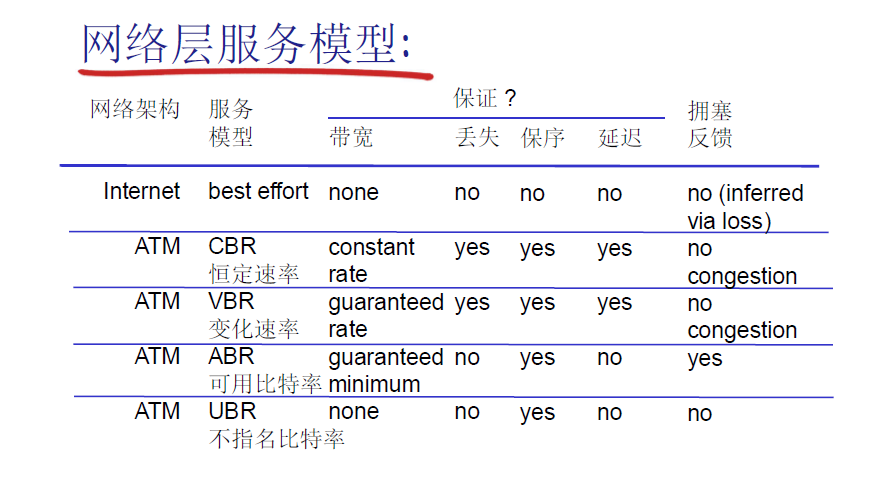 网络层服务模型:
保证 ?
网络架构 服务模型 带宽 丢失 保序 延迟 拥塞反馈
Internet best effort none no no no no (inferred via loss)
ATM CBR 恒定速率 constant rate yes yes yes no congestion
ATM VBR 变化速率 guaranteed rate yes yes yes no congestion
ATM ABR 可用比特率 guaranteed minimum no yes no yes
ATM UBR 不指名比特率 none no yes no no